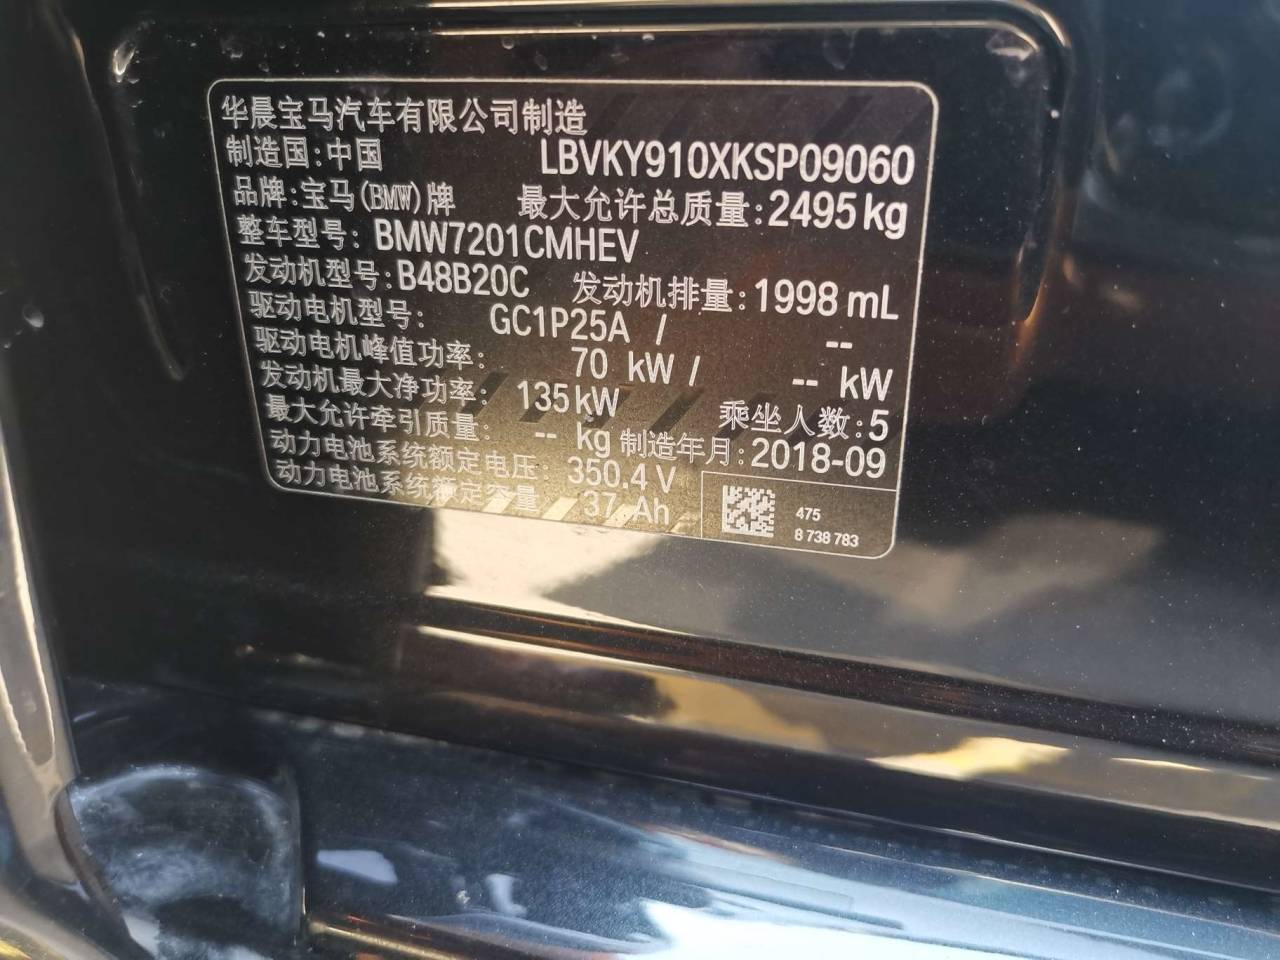 华晨宝马汽车有限公司制造
制造国:中国 LBVKY910XKSP09060
品牌:宝马(BMW)牌 最大允许总质量:2495kg
整车型号: BMW7201CMHEV
发动机型号:B48B20C 发动机排量:1998 mL
驱动电机型号: GC1P25A / --
驱动电机峰值功率: 70 kW / -- kW
发动机最大净功率: 135kW 乘坐人数:5
最大允许牵引质量: -- kg 制造年月:2018-09
动力电池系统额定电压: 350.4 V
动力电池系统额定容量 37 Ah
475
8 738 783